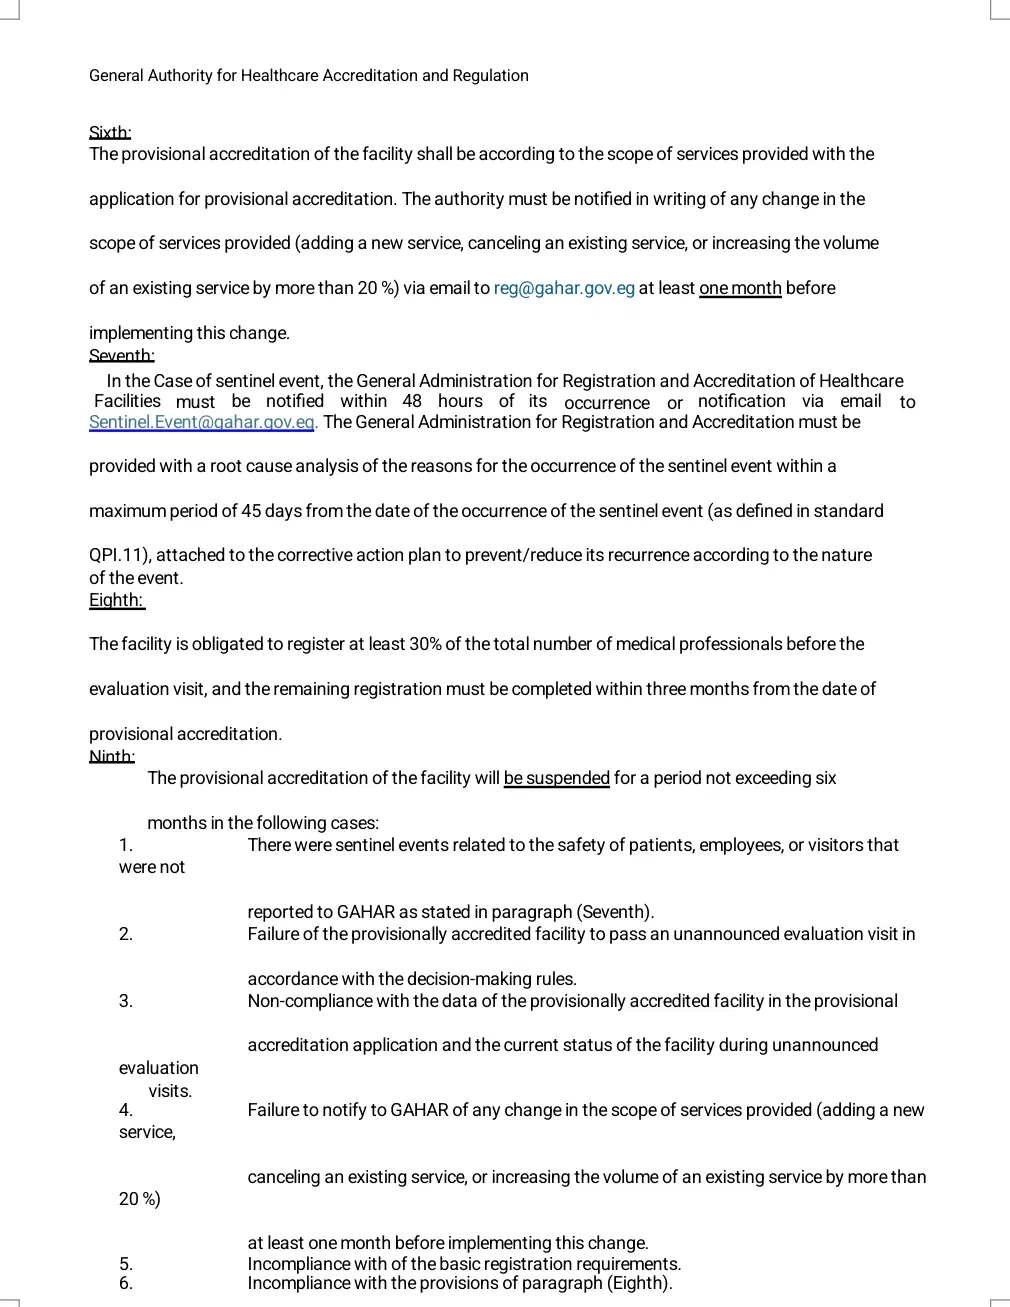 General Authority for Healthcare Accreditation and Regulation
Sixth:
The provisional accreditation of the facility shall be according to the scope of services provided with the
application for provisional accreditation. The authority must be notified in writing of any change in the
scope of services provided (adding a new service, canceling an existing service, or increasing the volume
of an existing service by more than 20 %) via email to reg@gahar.gov.eg at least one month before
implementing this change.
Seventh:
In the Case of sentinel event, the General Administration for Registration and Accreditation of Healthcare
Facilities must be notified within 48 hours of its occurrence or notification via email to
Sentinel.Event@gahar.gov.eg. The General Administration for Registration and Accreditation must be
provided with a root cause analysis of the reasons for the occurrence of the sentinel event within a
maximum period of 45 days from the date of the occurrence of the sentinel event (as defined in standard
QPI.11), attached to the corrective action plan to prevent/reduce its recurrence according to the nature
of the event.
Eighth:
The facility is obligated to register at least 30% of the total number of medical professionals before the
evaluation visit, and the remaining registration must be completed within three months from the date of
provisional accreditation.
Ninth:
The provisional accreditation of the facility will be suspended for a period not exceeding six
months in the following cases:
1. There were sentinel events related to the safety of patients, employees, or visitors that
were not
reported to GAHAR as stated in paragraph (Seventh).
2. Failure of the provisionally accredited facility to pass an unannounced evaluation visit in
accordance with the decision-making rules.
3. Non-compliance with the data of the provisionally accredited facility in the provisional
accreditation application and the current status of the facility during unannounced
evaluation
visits.
4. Failure to notify to GAHAR of any change in the scope of services provided (adding a new
service,
canceling an existing service, or increasing the volume of an existing service by more than
20 %)
at least one month before implementing this change.
5. Incompliance with of the basic registration requirements.
6. Incompliance with the provisions of paragraph (Eighth).